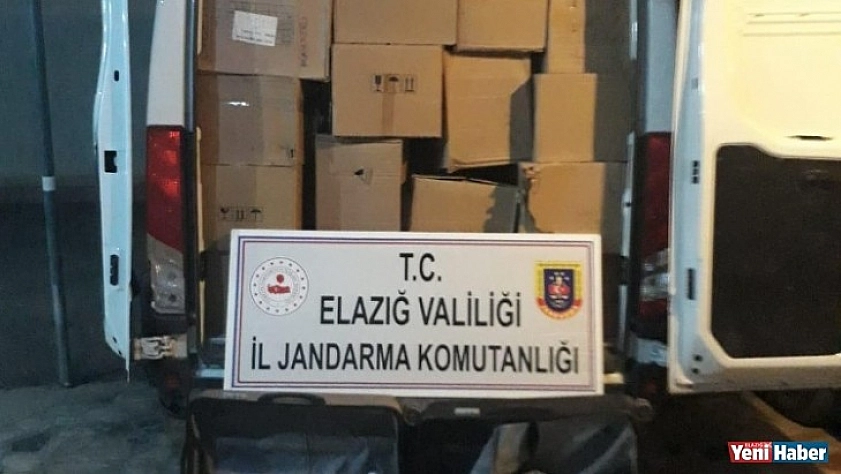 T.C.
ELAZIĞ VALİLİĞİ
İL JANDARMA KOMUTANLIĞI
Yeni Haber